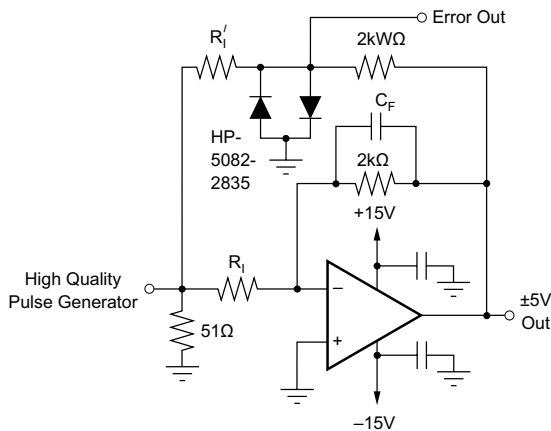 Error Out
R'I
2kWΩ
CF
HP-
5082-
2835
2kΩ
+15V
RI
High Quality
Pulse Generator
51Ω
–
+
±5V
Out
–15V